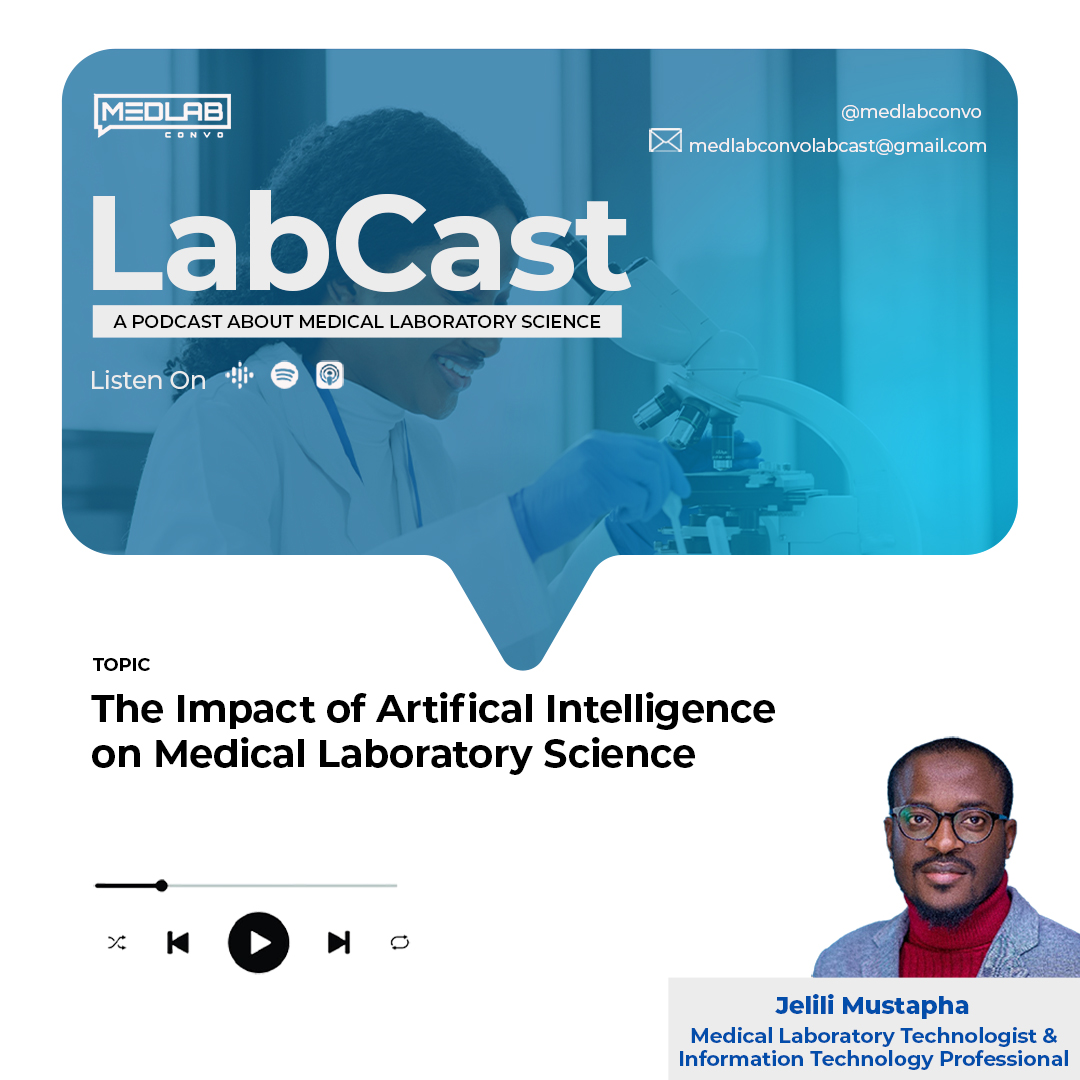 MEDLAB
CONVO
@medlabconvo
medlabconvolabcast@gmail.com
LabCast
A PODCAST ABOUT MEDICAL LABORATORY SCIENCE
Listen On
TOPIC
The Impact of Artifical Intelligence
on Medical Laboratory Science
Jelili Mustapha
Medical Laboratory Technologist &
Information Technology Professional